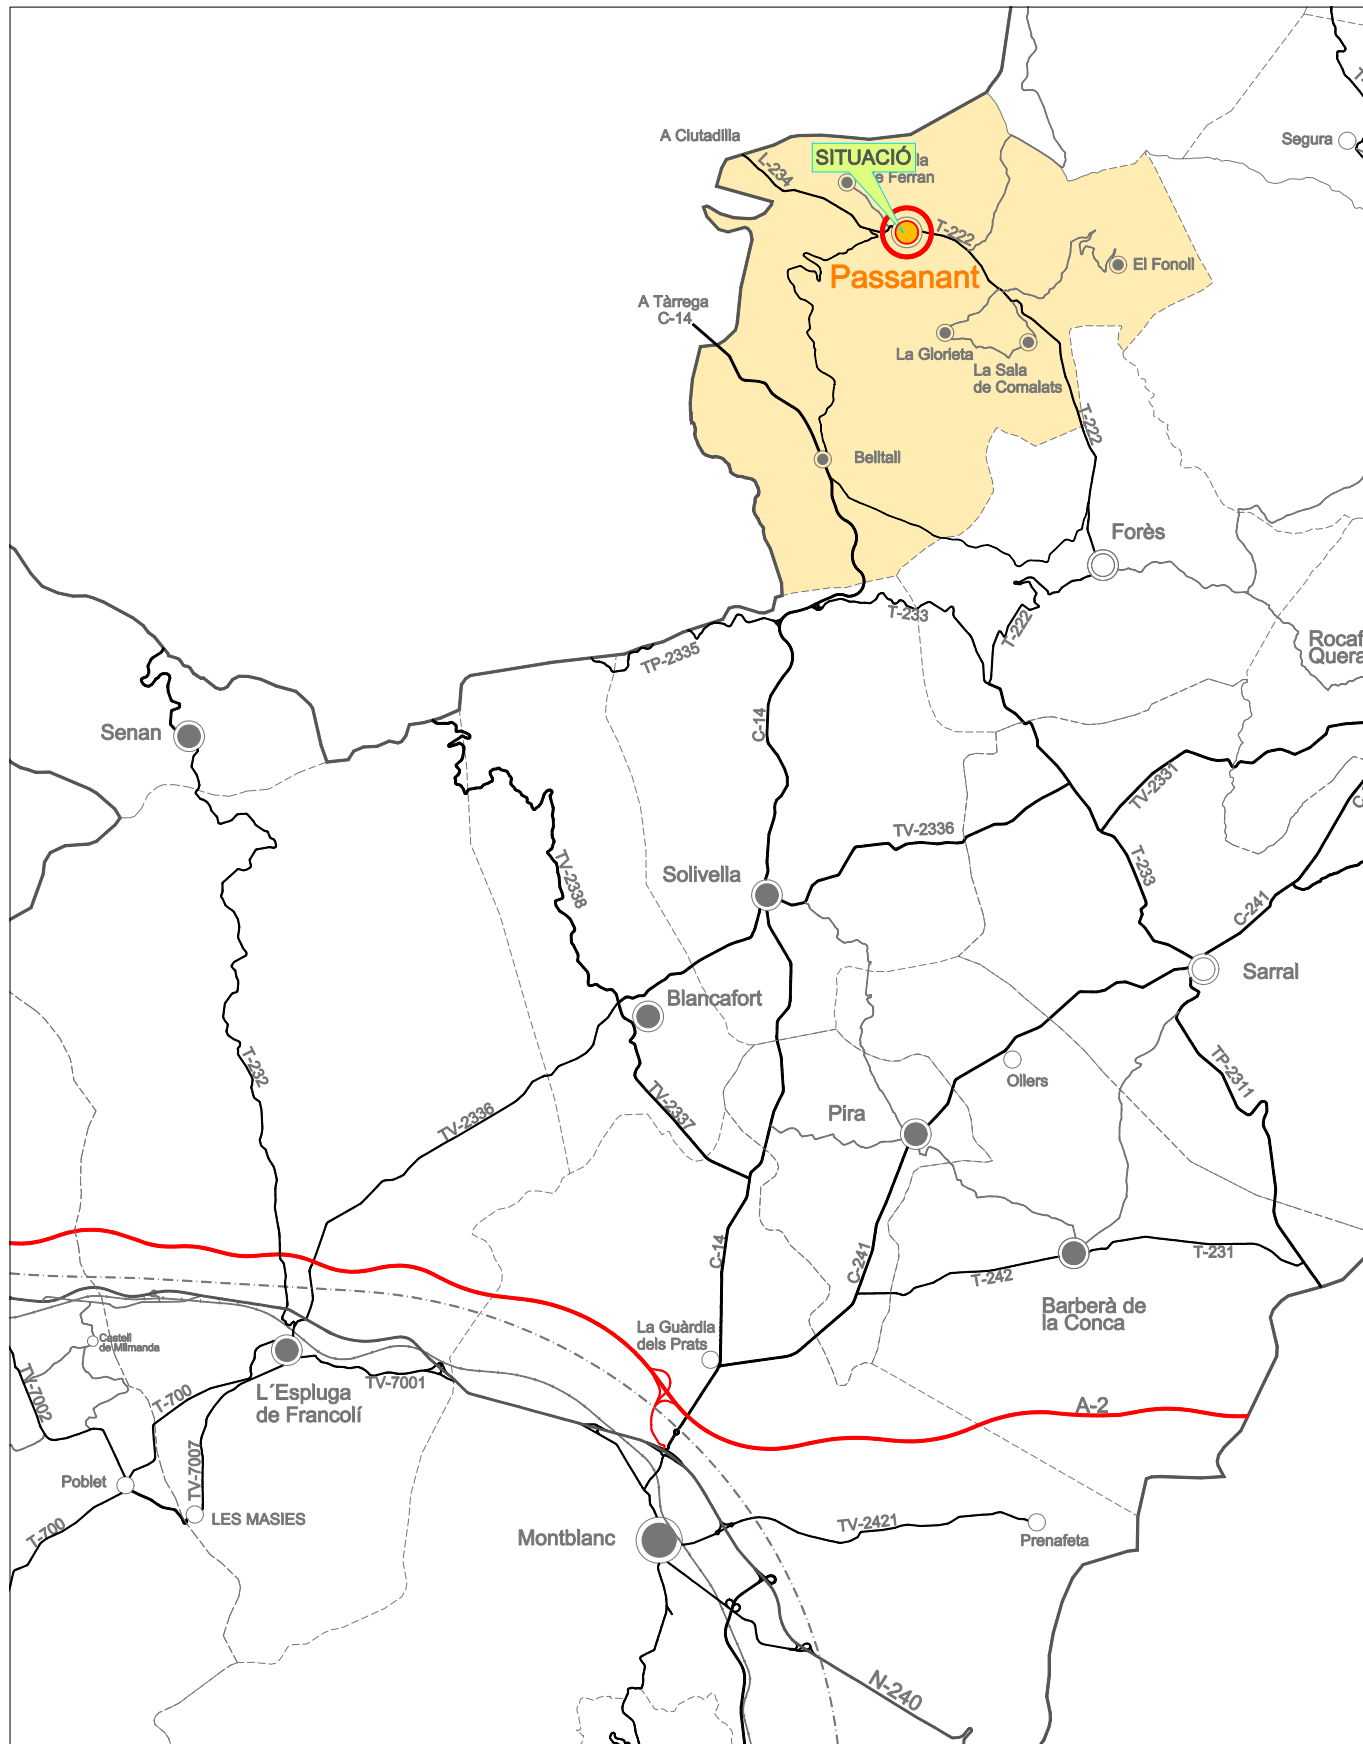 A Ciutadilla
L-234
SITUACIÓ
la
e Ferran
Segura
T-222
Passanant
El Fonoll
A Tàrrega
C-14
La Glorieta
La Sala
de Comalats
T-222
Belltall
Forès
T-233
T-222
Rocaf
Quera
TP-2335
Senan
C-14
TV-2331
TV-2336
TV-2338
T-233
Solivella
C-241
Sarral
Blancafort
T-232
Ollers
TP-2311
TV-2336
TV-2337
Pira
C-14
C-241
T-242
T-231
Barberà de
la Conca
La Guàrdia
dels Prats
Castell
de Milmanda
TV-7002
T-700
TV-7001
L´Espluga
de Francolí
A-2
Poblet
TV-7007
LES MASIES
T-700
Montblanc
TV-2421
Prenafeta
N-240